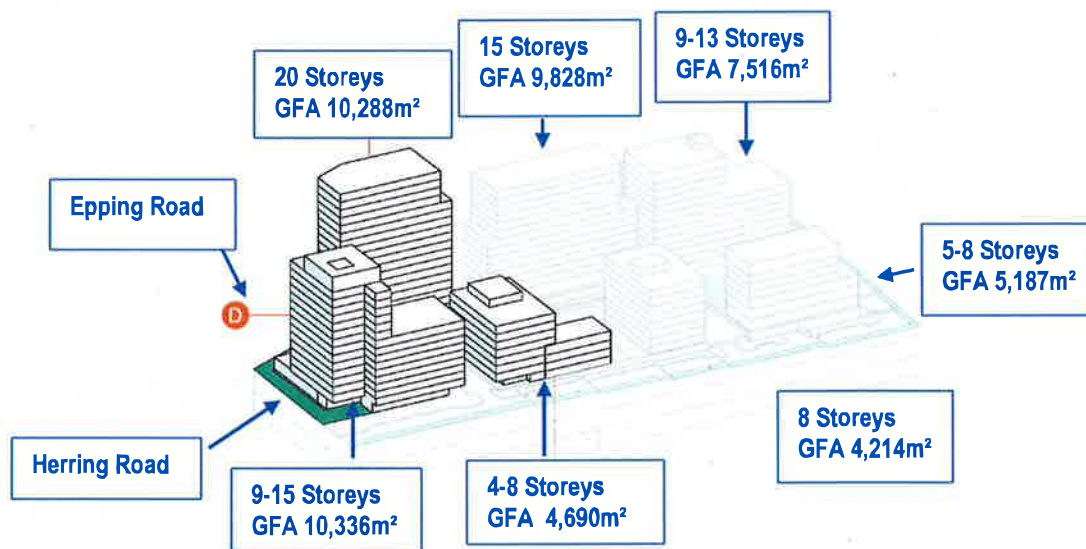 15 Storeys
GFA 9,828m²
9-13 Storeys
GFA 7,516m²
20 Storeys
GFA 10,288m²
Epping Road
5-8 Storeys
GFA 5,187m²
D
8 Storeys
GFA 4,214m²
Herring Road
9-15 Storeys
GFA 10,336m²
4-8 Storeys
GFA 4,690m²